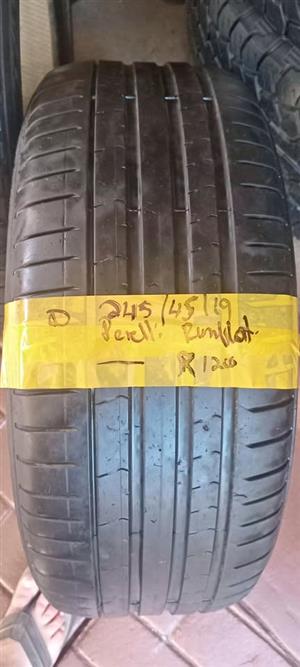 D 245/45/19
Perelli Runflat.
— R1200